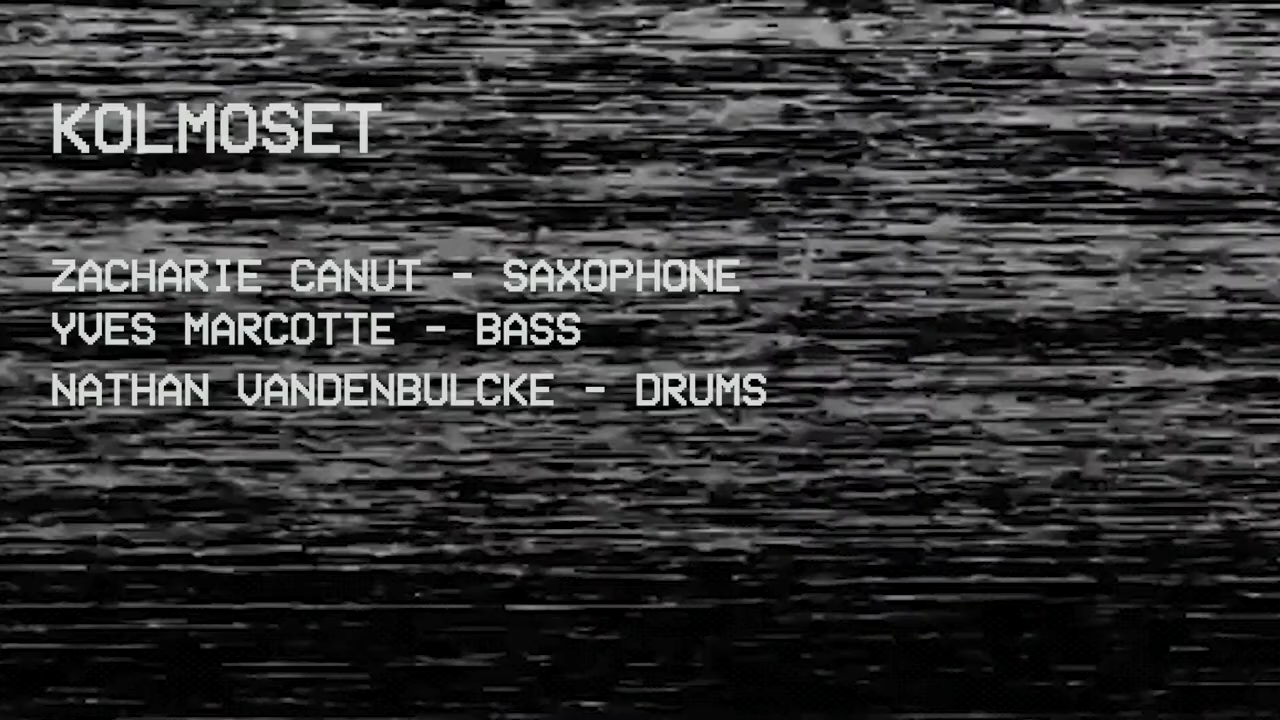 KOLMOSET
ZACHARIE CANUT - SAXOPHONE
YVES MARCOTTE - BASS
NATHAN VANDENBULCKE - DRUMS